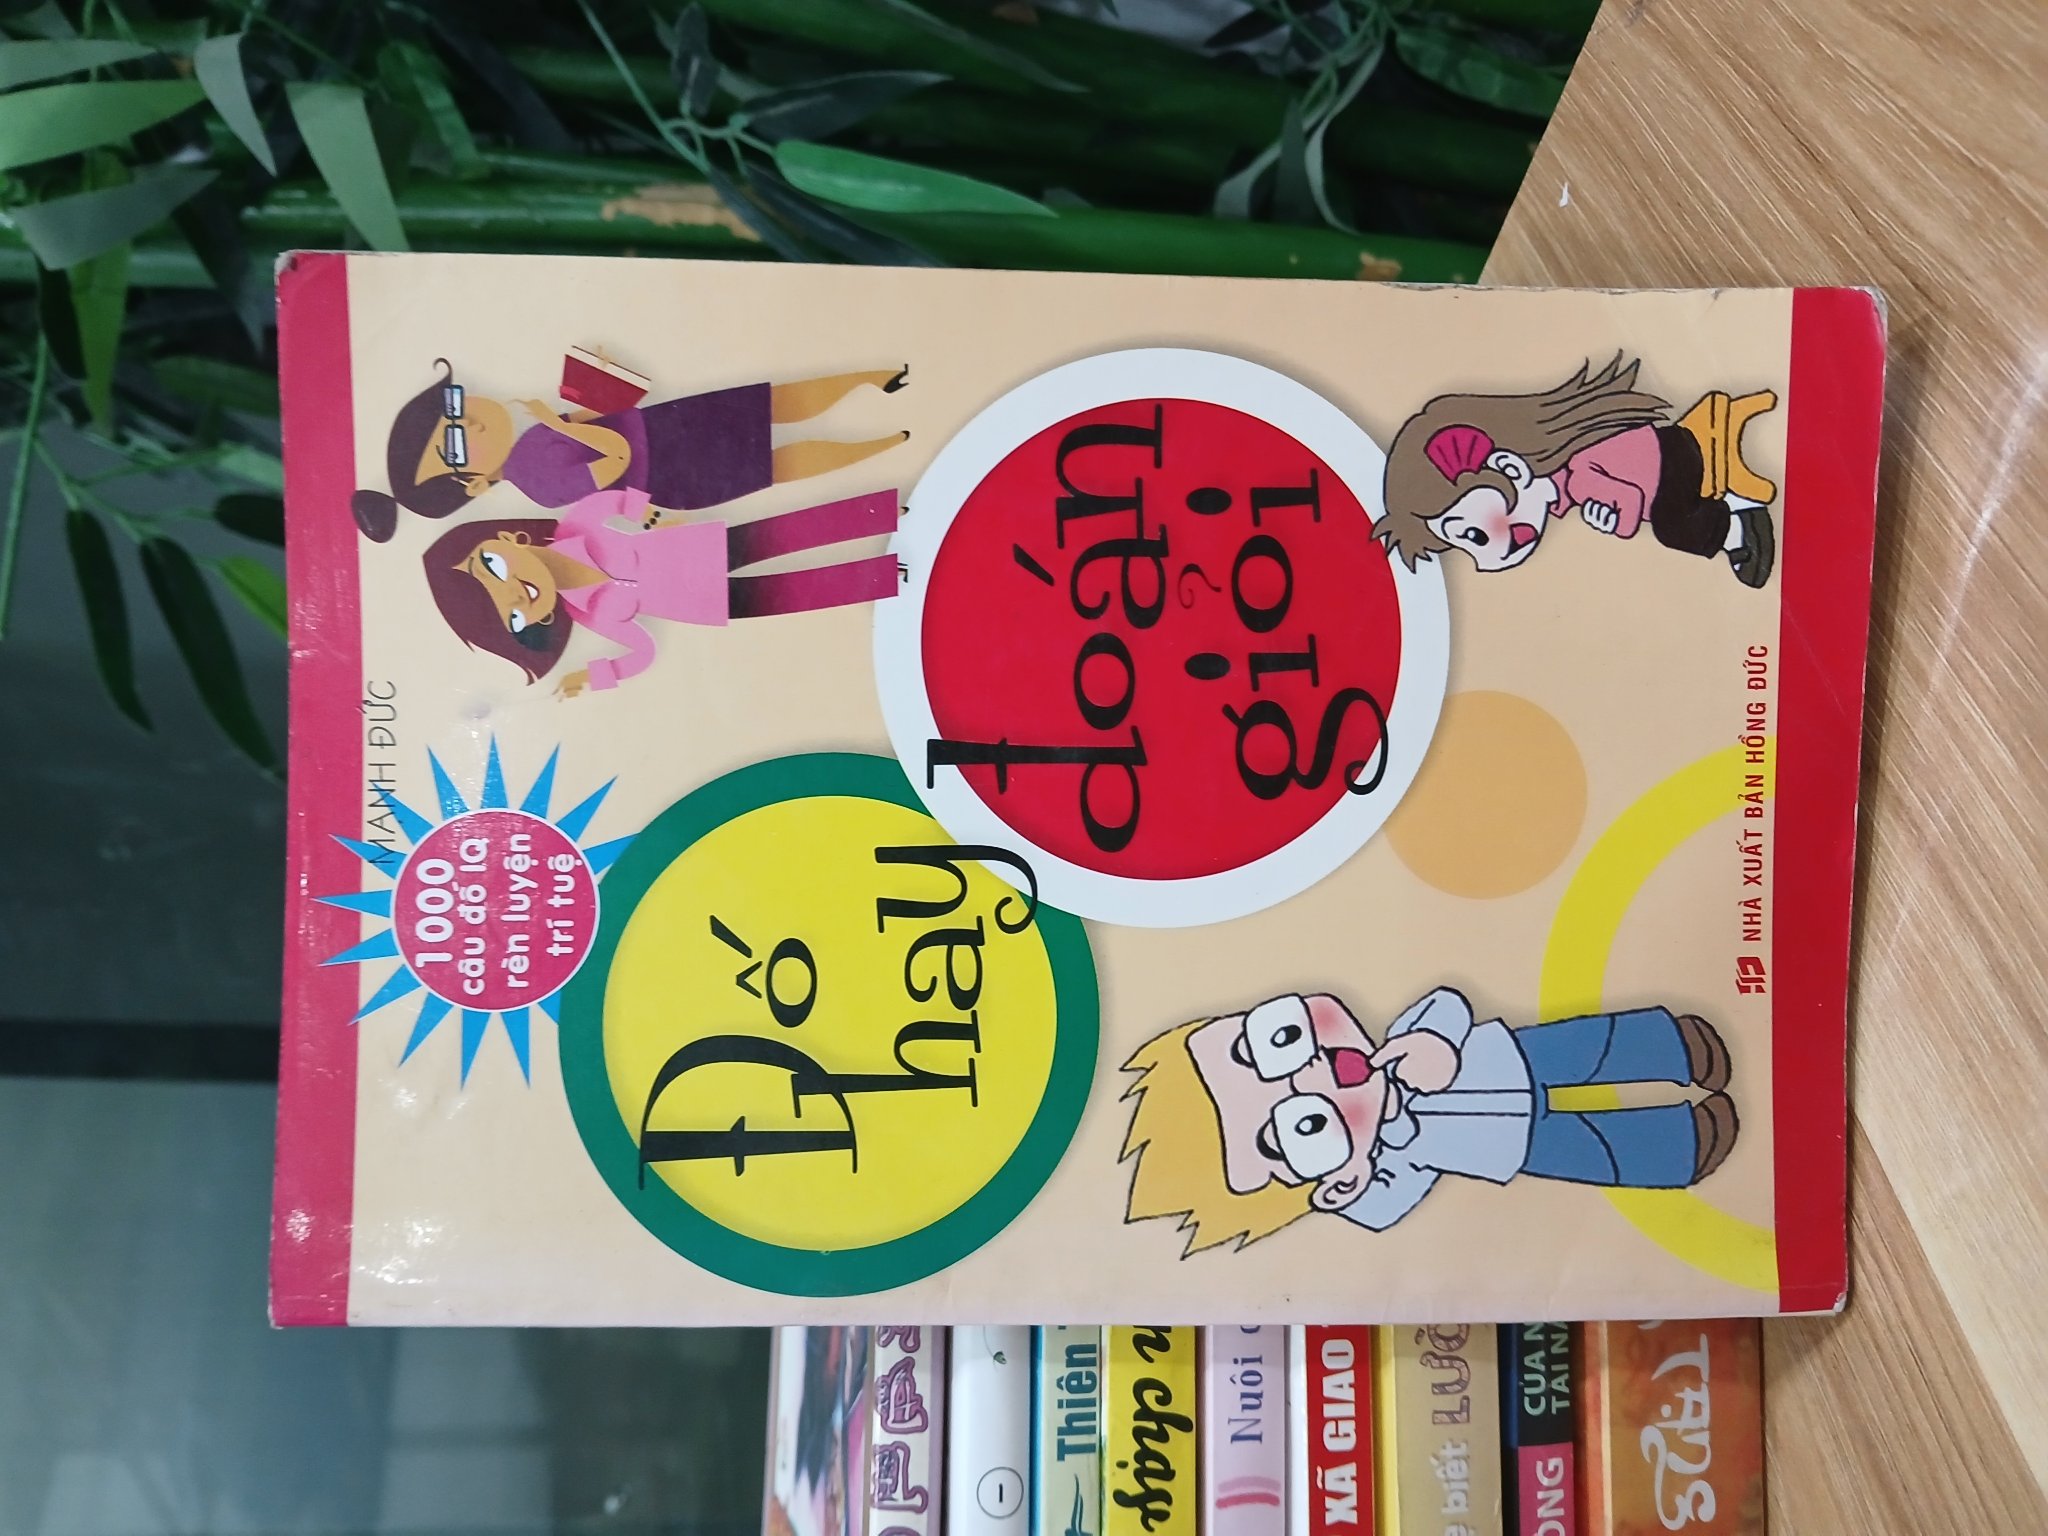 MẠNH ĐỨC
1000
câu đố IQ
rèn luyện
trí tuệ
Đố
hay
đoán
giỏi
NHÀ XUẤT BẢN HỒNG ĐỨC
Thiên
chạy
Nuôi
XÃ GIAO
biết
CỦA
TÀI